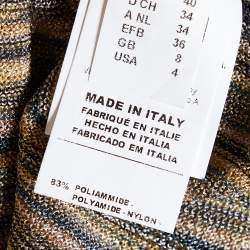 40
D CH 34
A NL 34
EFB 36
GB 8
USA 4
MADE IN ITALY
FABRIQUÉ EN ITALIE
HECHO EN ITALIA
FABRICADO EM ITALIA
83% POLIAMMIDE -
POLYAMIDE - NYLON -